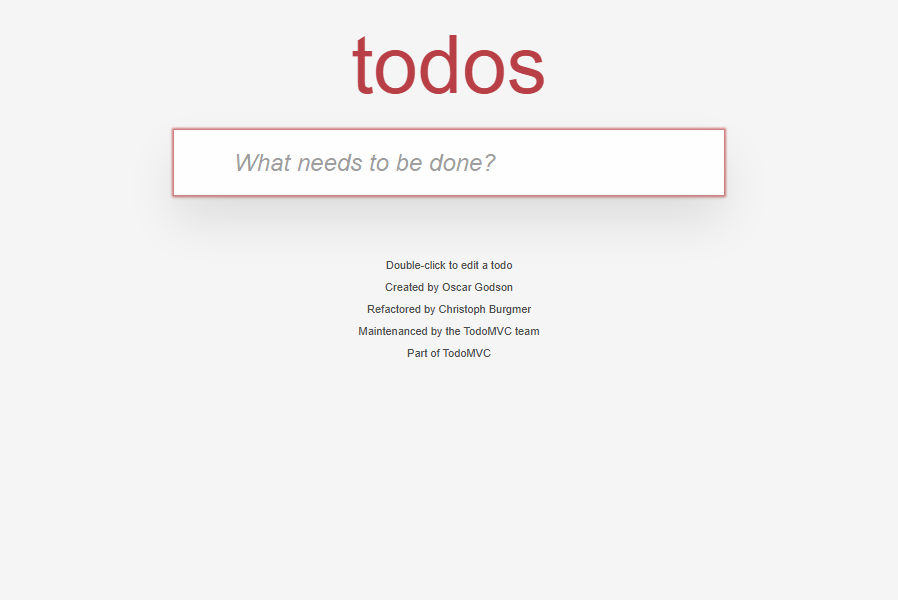 todos
What needs to be done?
Double-click to edit a todo
Created by Oscar Godson
Refactored by Christoph Burgmer
Maintenanced by the TodoMVC team
Part of TodoMVC